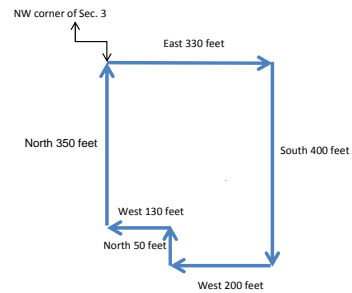 NW corner of Sec. 3
East 330 feet
North 350 feet
South 400 feet
West 130 feet
North 50 feet
West 200 feet